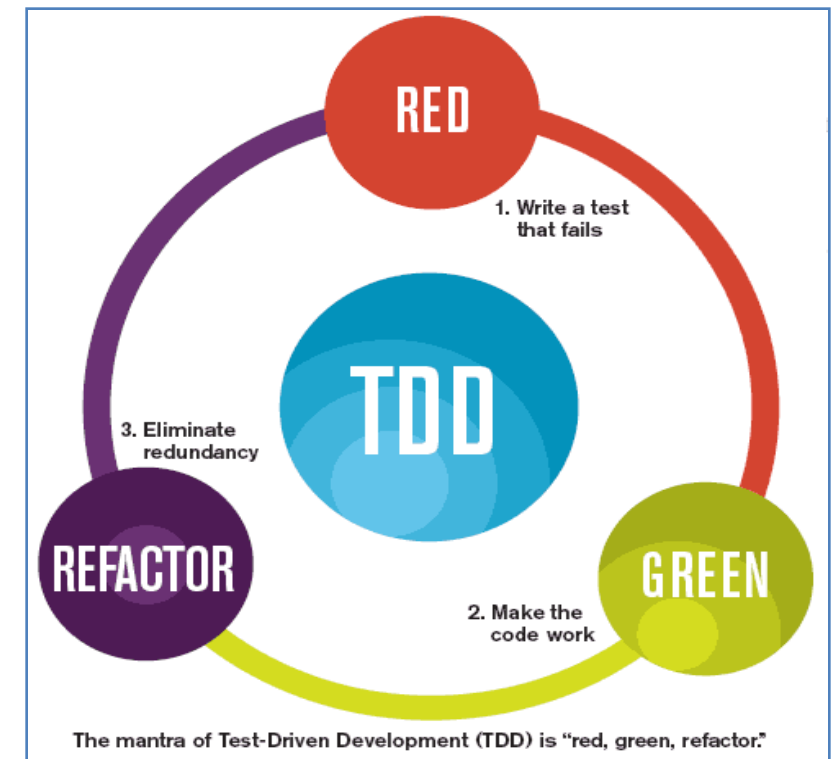 RED
1. Write a test
that fails
TDD
3. Eliminate
redundancy
REFACTOR
GREEN
2. Make the
code work
The mantra of Test-Driven Development (TDD) is “red, green, refactor.”